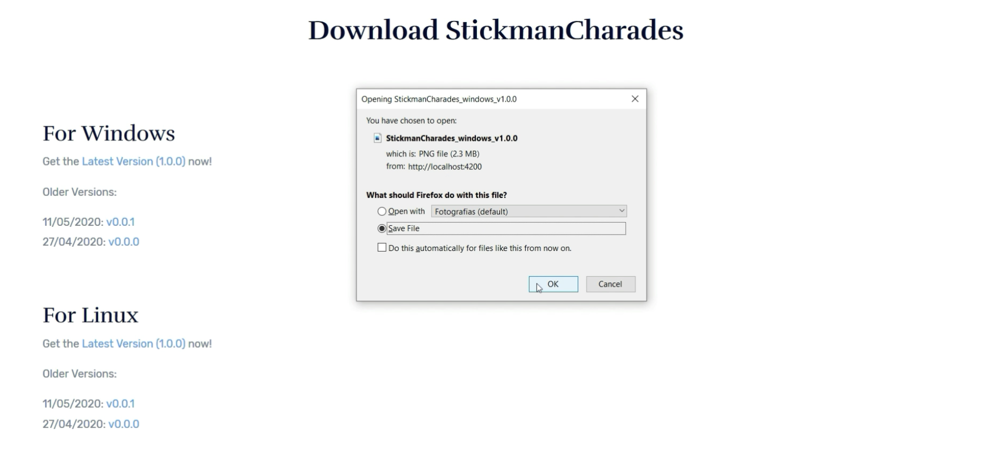 Download StickmanCharades
For Windows
Get the Latest Version (1.0.0) now!
Older Versions:
11/05/2020: v0.0.1
27/04/2020: v0.0.0
For Linux
Get the Latest Version (1.0.0) now!
Older Versions:
11/05/2020: v0.0.1
27/04/2020: v0.0.0
Opening StickmanCharades_windows_v1.0.0
You have chosen to open:
StickmanCharades_windows_v1.0.0
which is: PNG file (2.3 MB)
from: http://localhost:4200
What should Firefox do with this file?
Open with Fotografias (default)
Save File
Do this automatically for files like this from now on.
OK Cancel